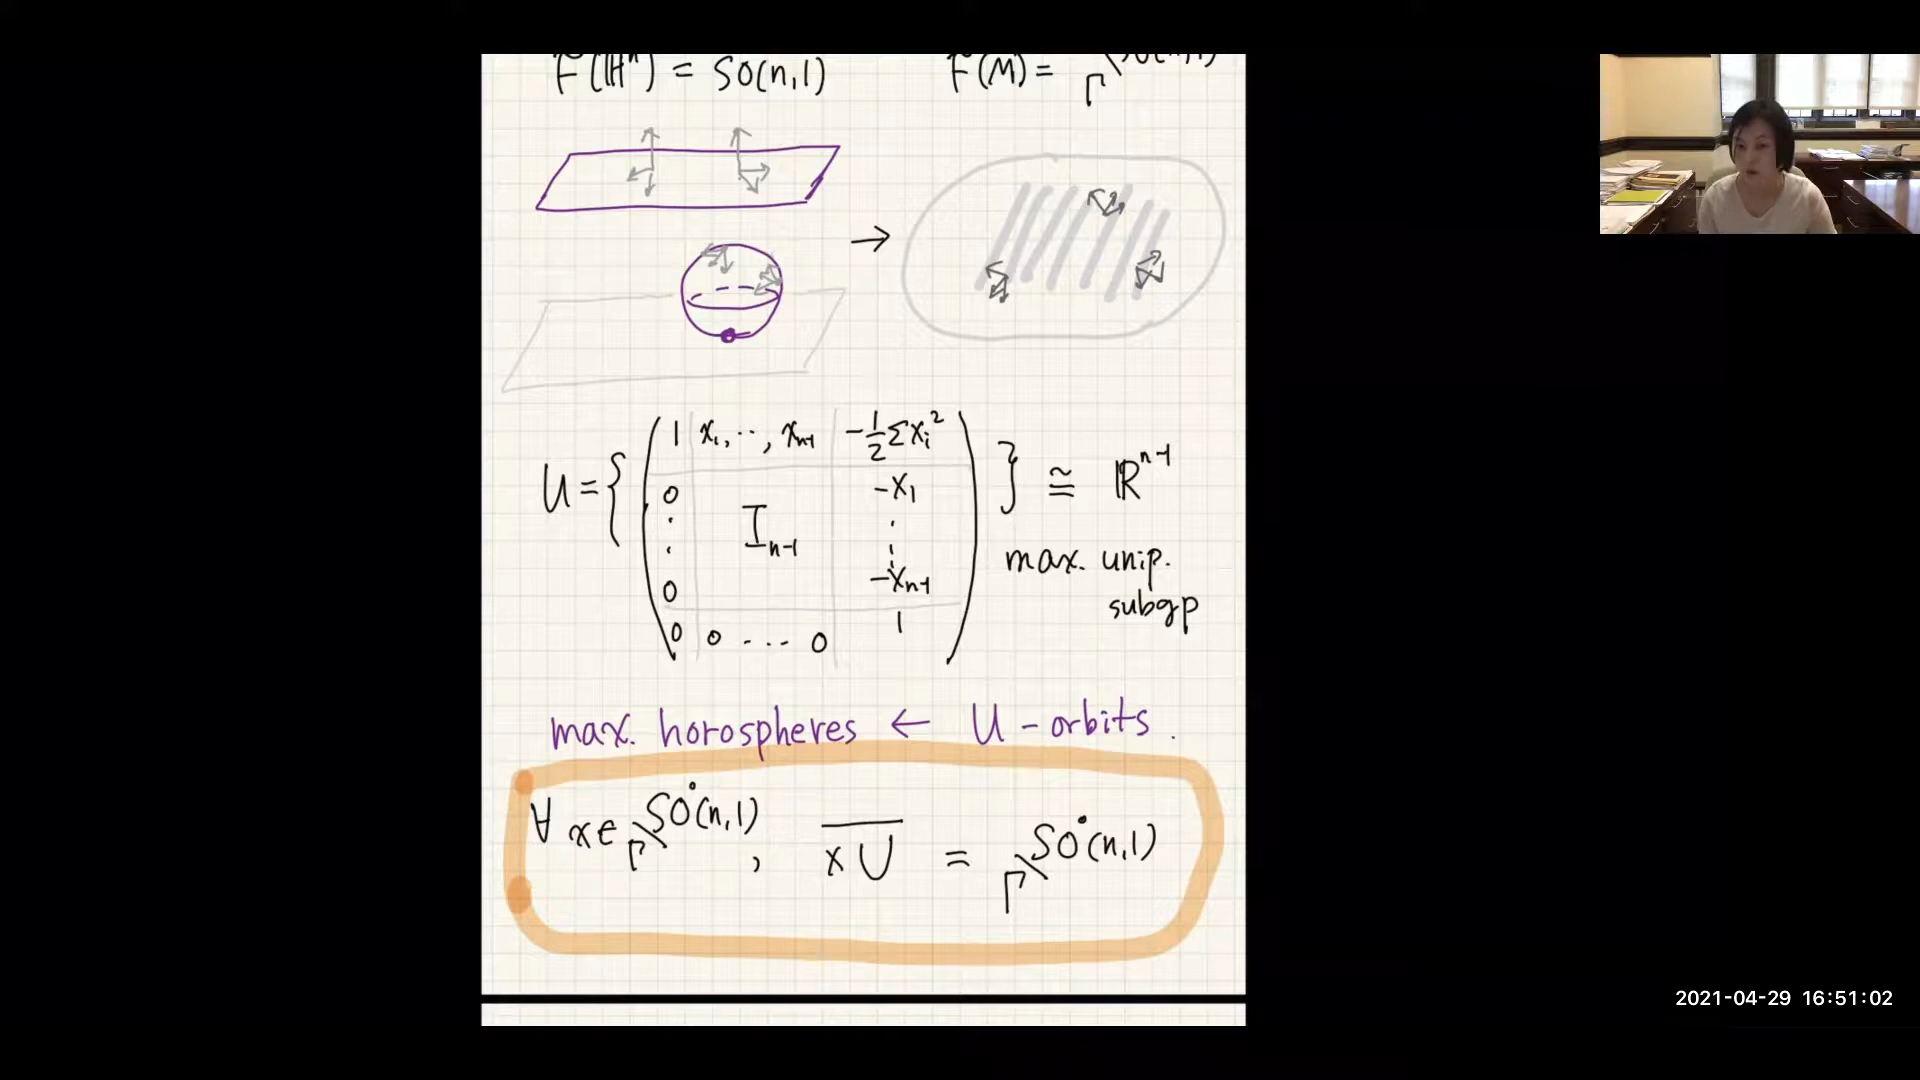 F(ℍⁿ) = SO(n,1) F(M) = Γ\SO(n,1)
→
U = { ( 1 | x₁, ‥, xₙ₋₁ | -½Σxᵢ²
0 -x₁
⋮ Iₙ₋₁ ⋮
0 -xₙ₋₁
0 0 ‥‥ 0 1 ) } ≅ ℝⁿ⁻¹
max. unip.
subgp
max. horospheres ← U - orbits.
∀ x ∈ Γ\SO°(n,1), \overline{xU} = Γ\SO°(n,1)
2021-04-29 16:51:02